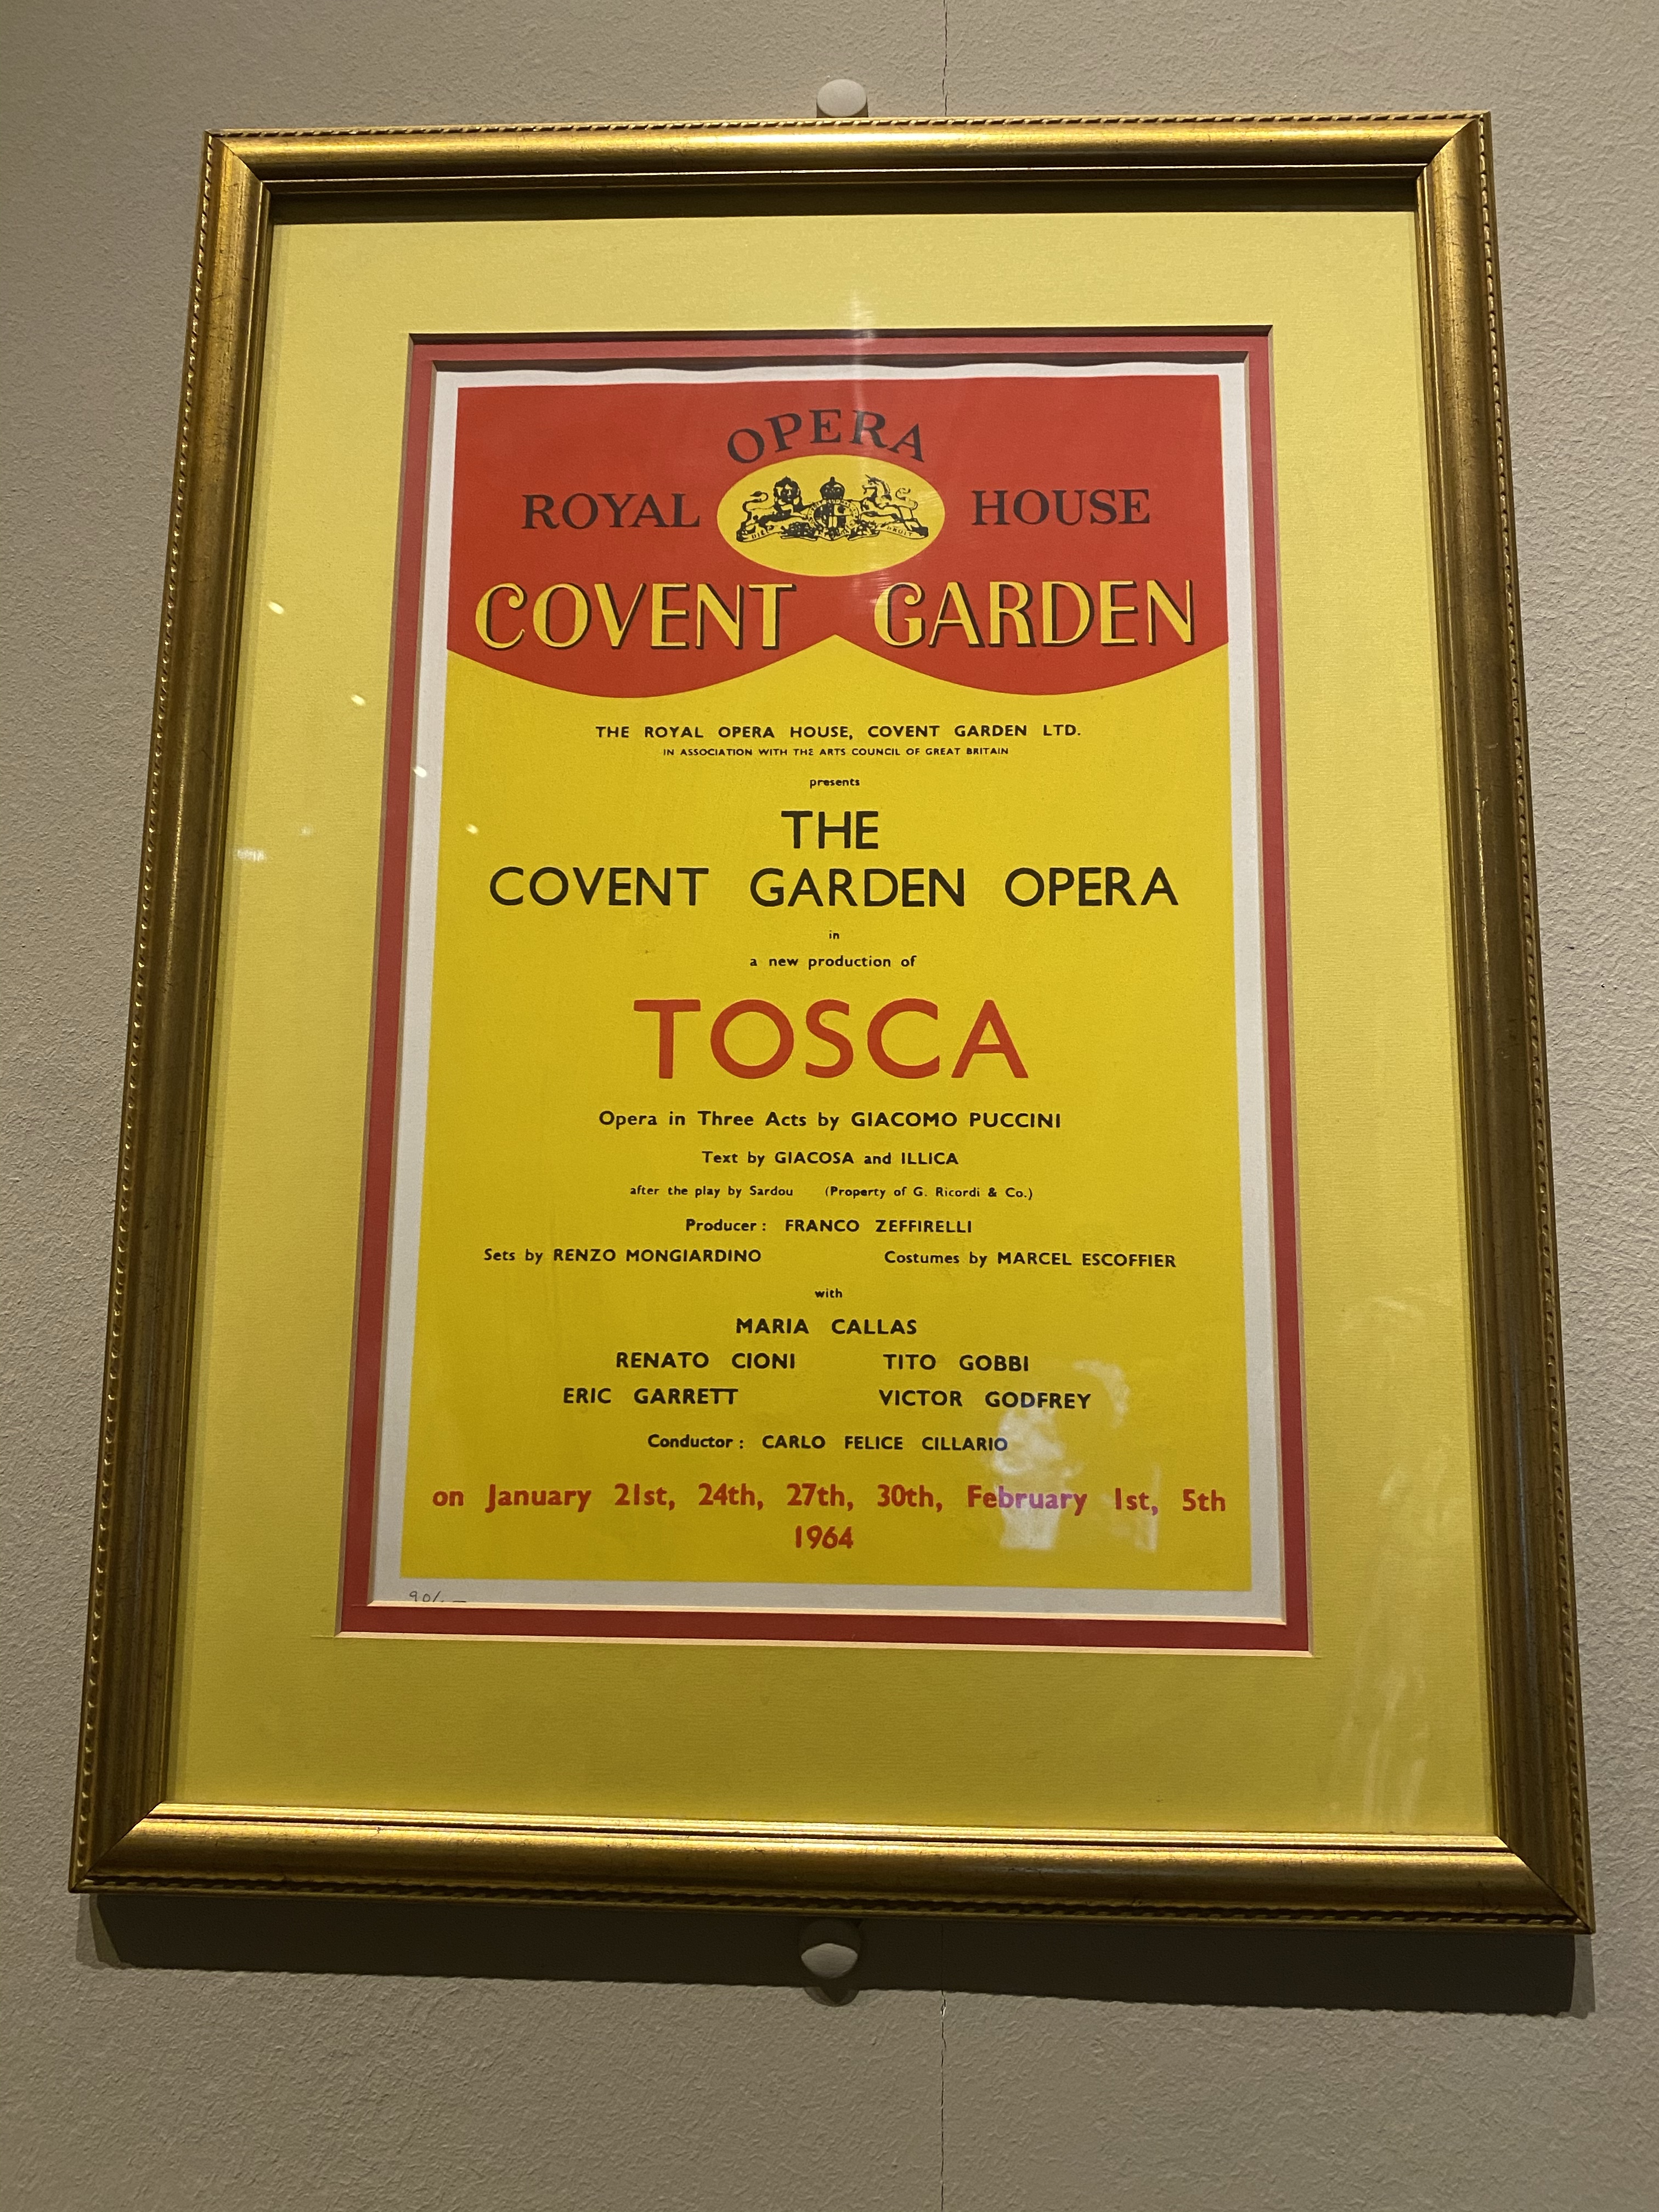 OPERA
ROYAL HOUSE
COVENT GARDEN
THE ROYAL OPERA HOUSE, COVENT GARDEN LTD.
IN ASSOCIATION WITH THE ARTS COUNCIL OF GREAT BRITAIN
presents
THE
COVENT GARDEN OPERA
in
a new production of
TOSCA
Opera in Three Acts by GIACOMO PUCCINI
Text by GIACOSA and ILLICA
after the play by Sardou (Property of G. Ricordi & Co.)
Producer: FRANCO ZEFFIRELLI
Sets by RENZO MONGIARDINO Costumes by MARCEL ESCOFFIER
with
MARIA CALLAS
RENATO CIONI TITO GOBBI
ERIC GARRETT VICTOR GODFREY
Conductor: CARLO FELICE CILLARIO
on January 21st, 24th, 27th, 30th, February 1st, 5th
1964